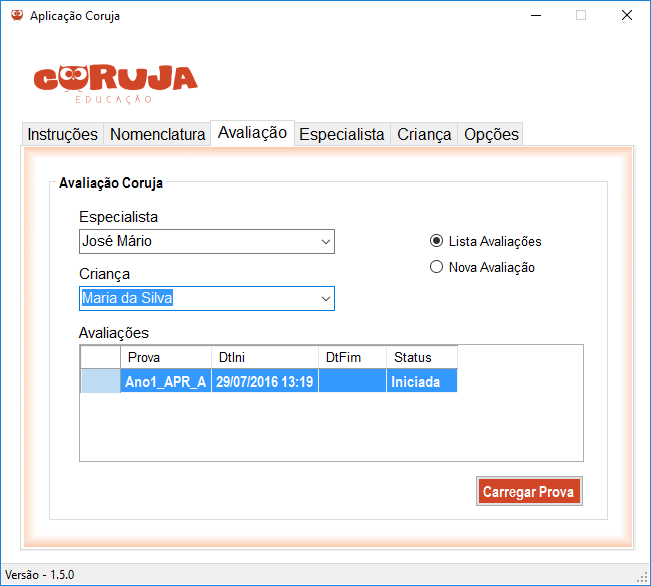 Aplicação Coruja
CORUJA
EDUCAÇÃO
Instruções Nomenclatura Avaliação Especialista Criança Opções
Avaliação Coruja
Especialista
José Mário
Lista Avaliações
Nova Avaliação
Criança
Maria da Silva
Avaliações
Prova DtIni DtFim Status
Ano1_APR_A 29/07/2016 13:19 Iniciada
Carregar Prova
Versão - 1.5.0